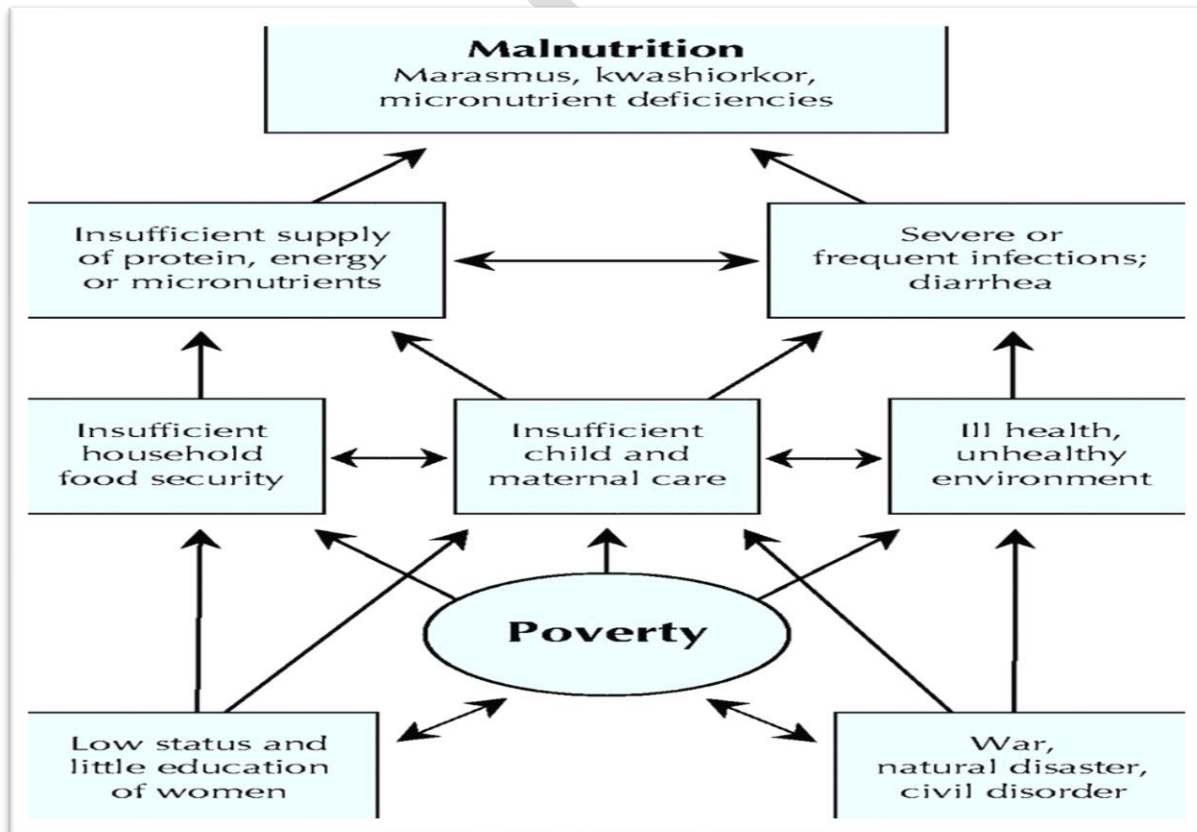 Malnutrition
Marasmus, kwashiorkor,
micronutrient deficiencies
Insufficient supply
of protein, energy
or micronutrients
Severe or
frequent infections;
diarrhea
Insufficient
household
food security
Insufficient
child and
maternal care
Ill health,
unhealthy
environment
Poverty
Low status and
little education
of women
War,
natural disaster,
civil disorder